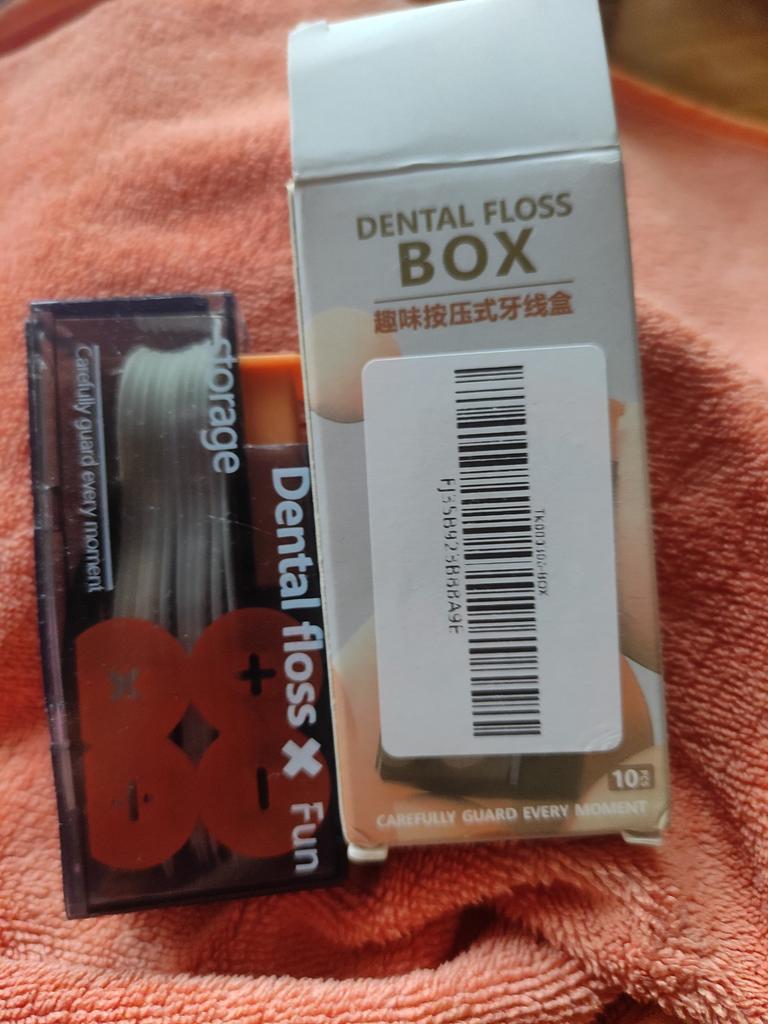 DENTAL FLOSS
BOX
趣味按压式牙线盒
10PCS
CAREFULLY GUARD EVERY MOMENT
storage
Carefully guard every moment
Dental floss × Fun